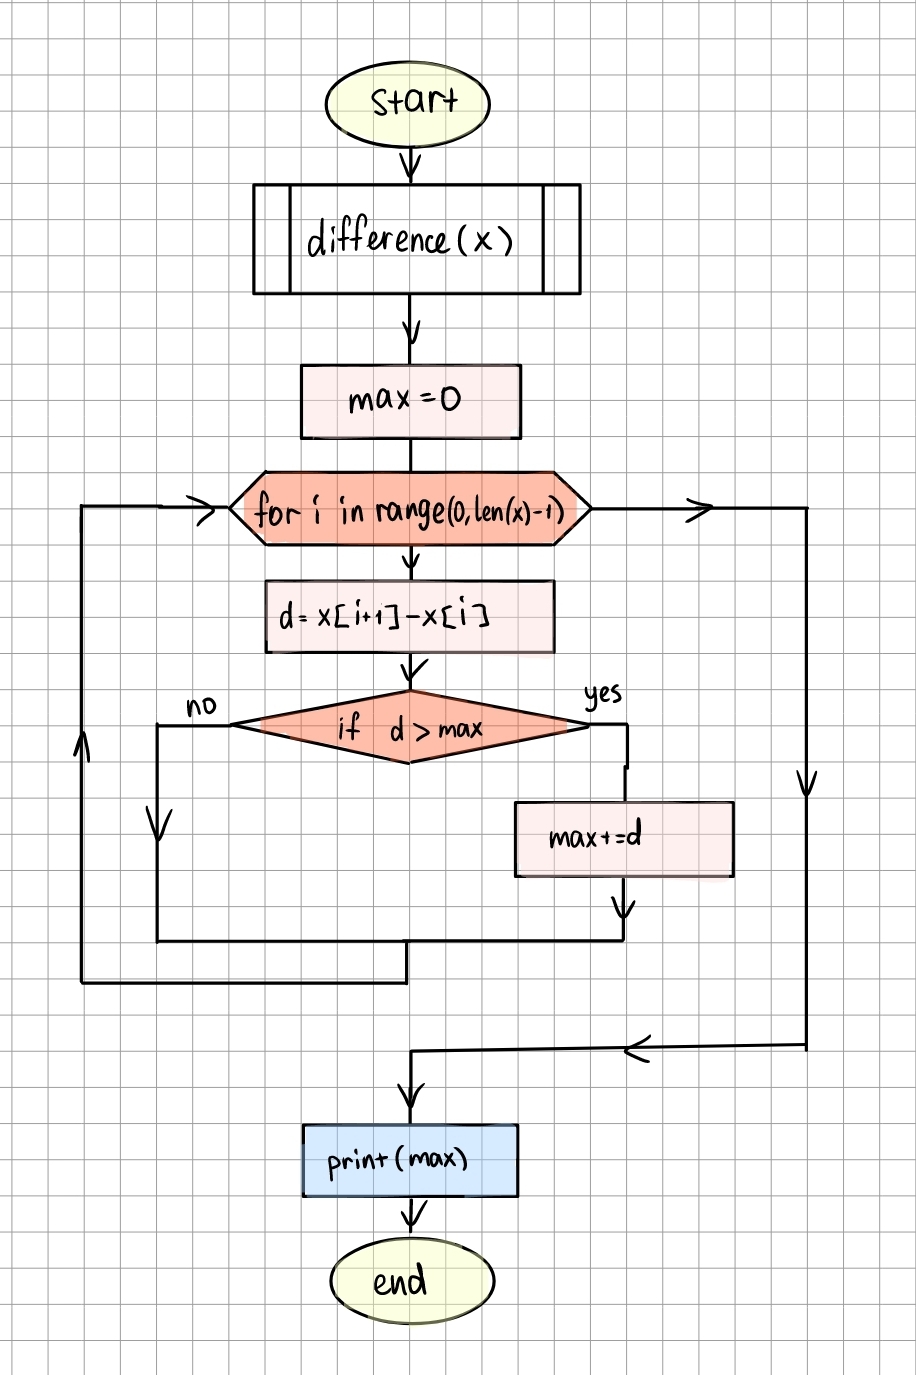 start
difference(x)
max=0
for i in range(0,len(x)-1)
d= x[i+1]-x[i]
no
yes
if d > max
max+=d
print(max)
end